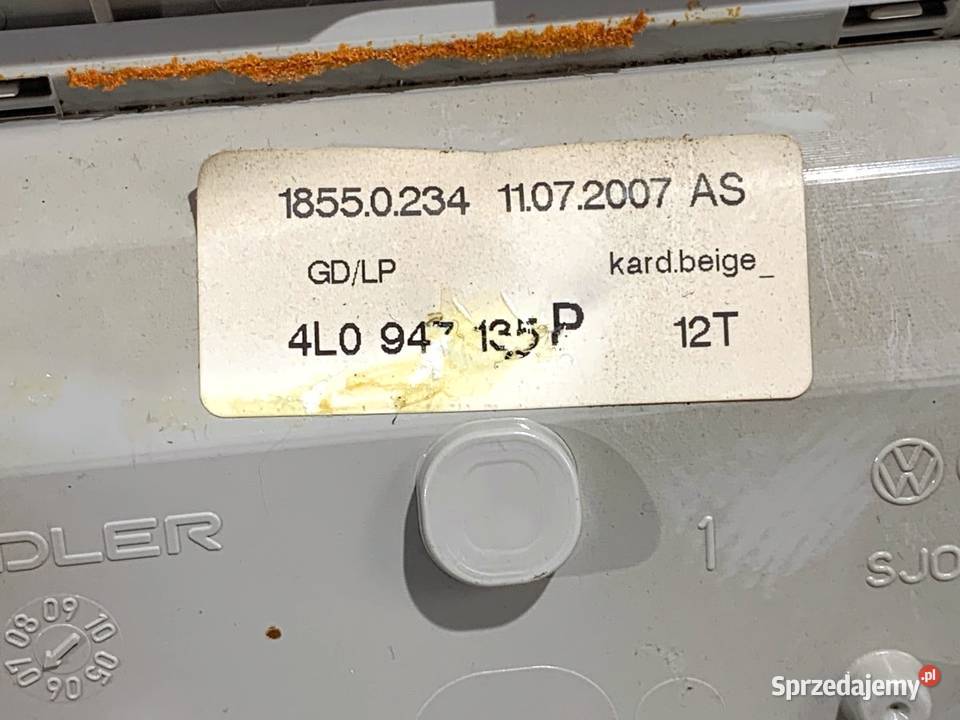 1855.0.234 11.07.2007 AS
GD/LP kard.beige_
4L0 947 135 P 12T
DLER
1
SJ0
05 06 07 08 09 10
Sprzedajemy.pl